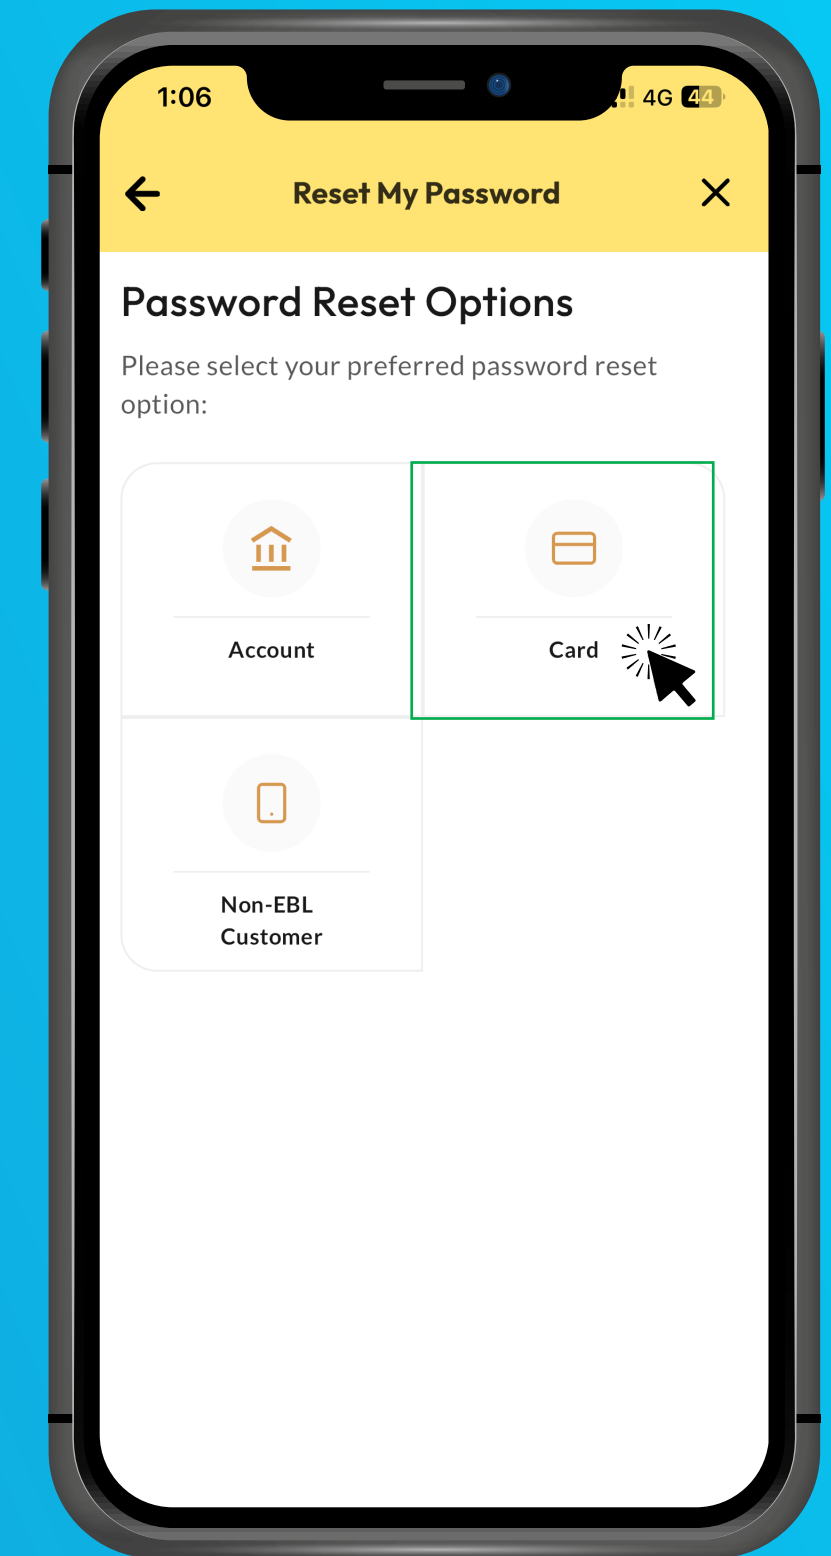 1:06 4G 44
Reset My Password
Password Reset Options
Please select your preferred password reset
option:
Account Card
Non-EBL
Customer